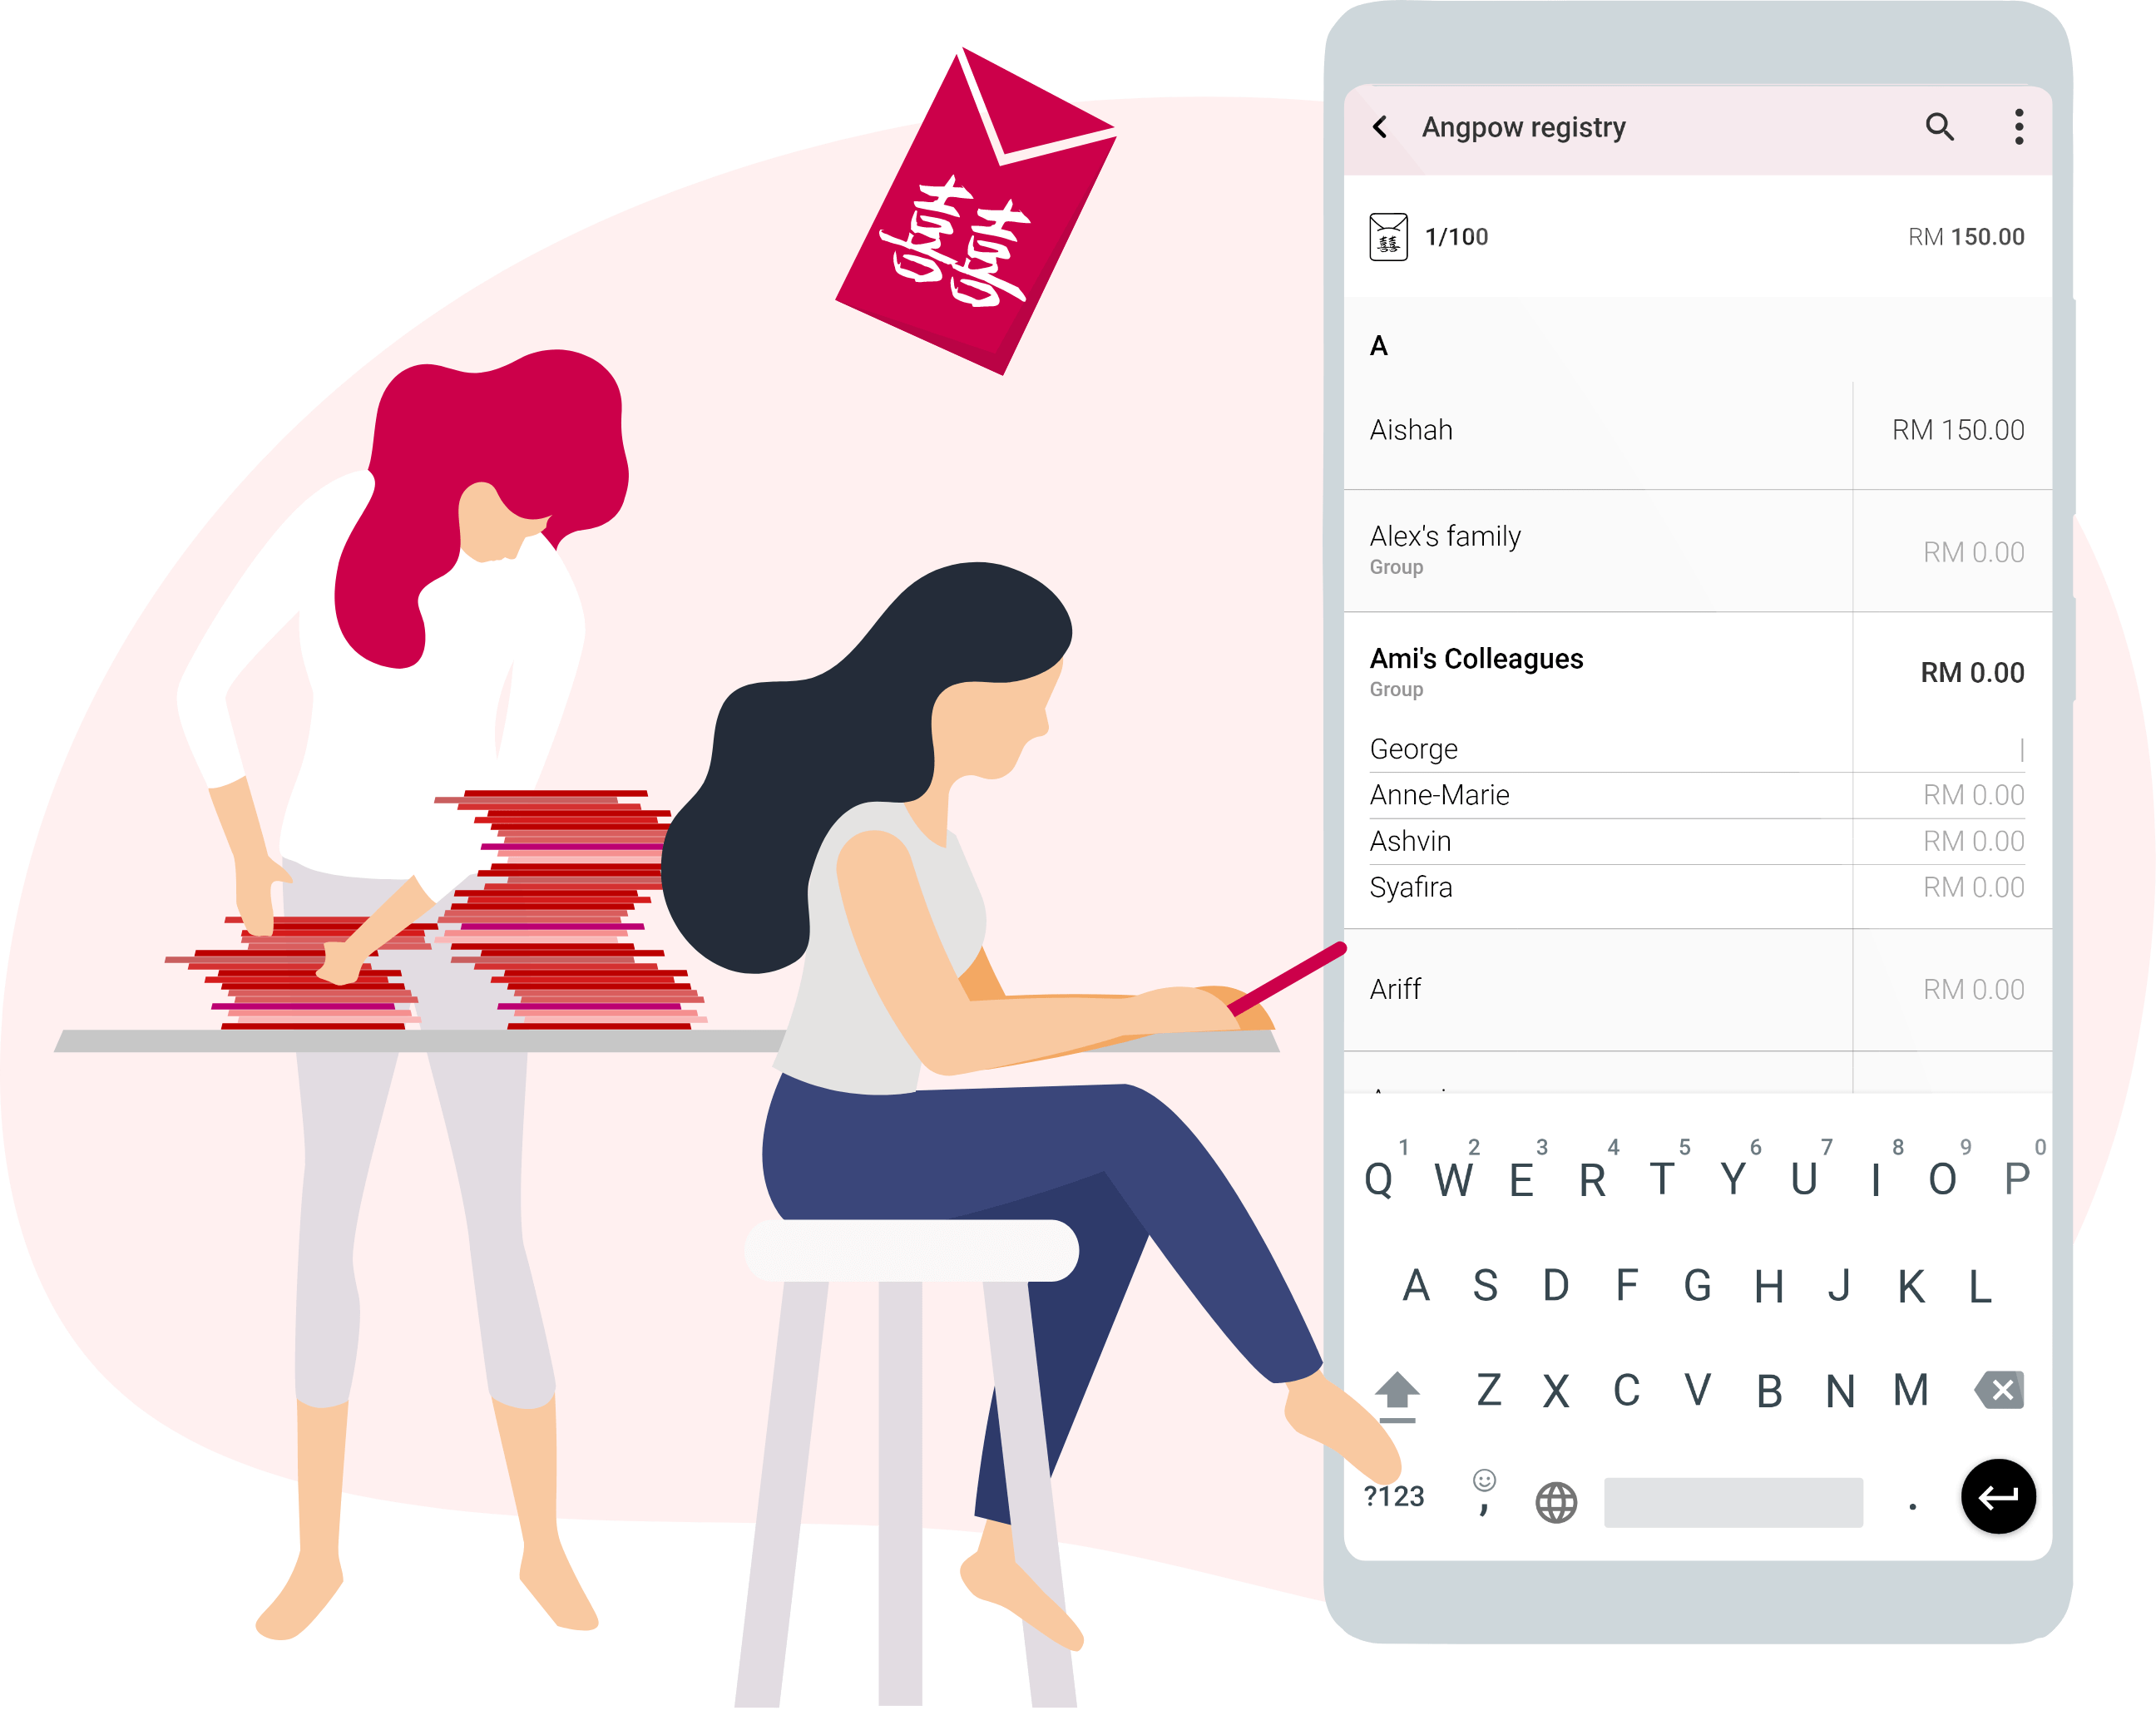 囍
Angpow registry
囍 1/100 RM 150.00
A
Aishah RM 150.00
Alex's family RM 0.00
Group
Ami's Colleagues RM 0.00
Group
George
Anne-Marie RM 0.00
Ashvin RM 0.00
Syafira RM 0.00
Ariff RM 0.00
1 2 3 4 5 6 7 8 9 0
Q W E R T Y U I O P
A S D F G H J K L
Z X C V B N M
?123 , .